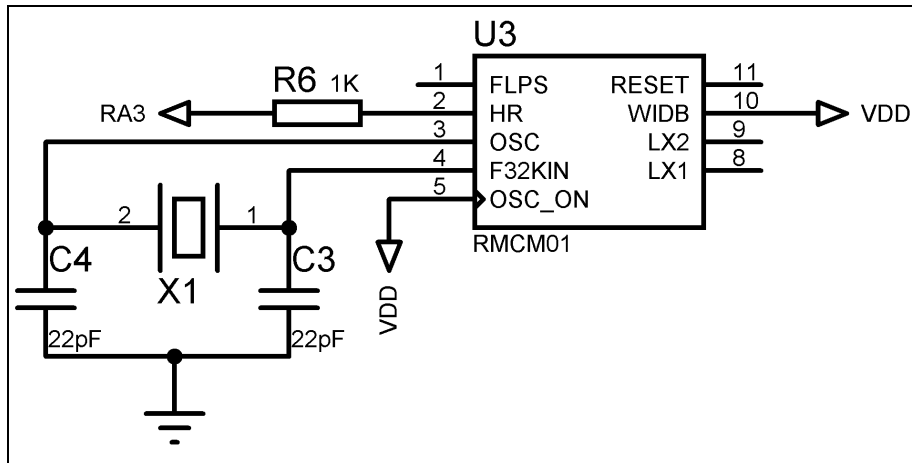 U3
1 FLPS RESET 11
R6 1K
RA3 2 HR WIDB 10 VDD
3 OSC LX2 9
4 F32KIN LX1 8
5 OSC_ON
2 1
RMCM01
C4 C3
X1
VDD
22pF 22pF